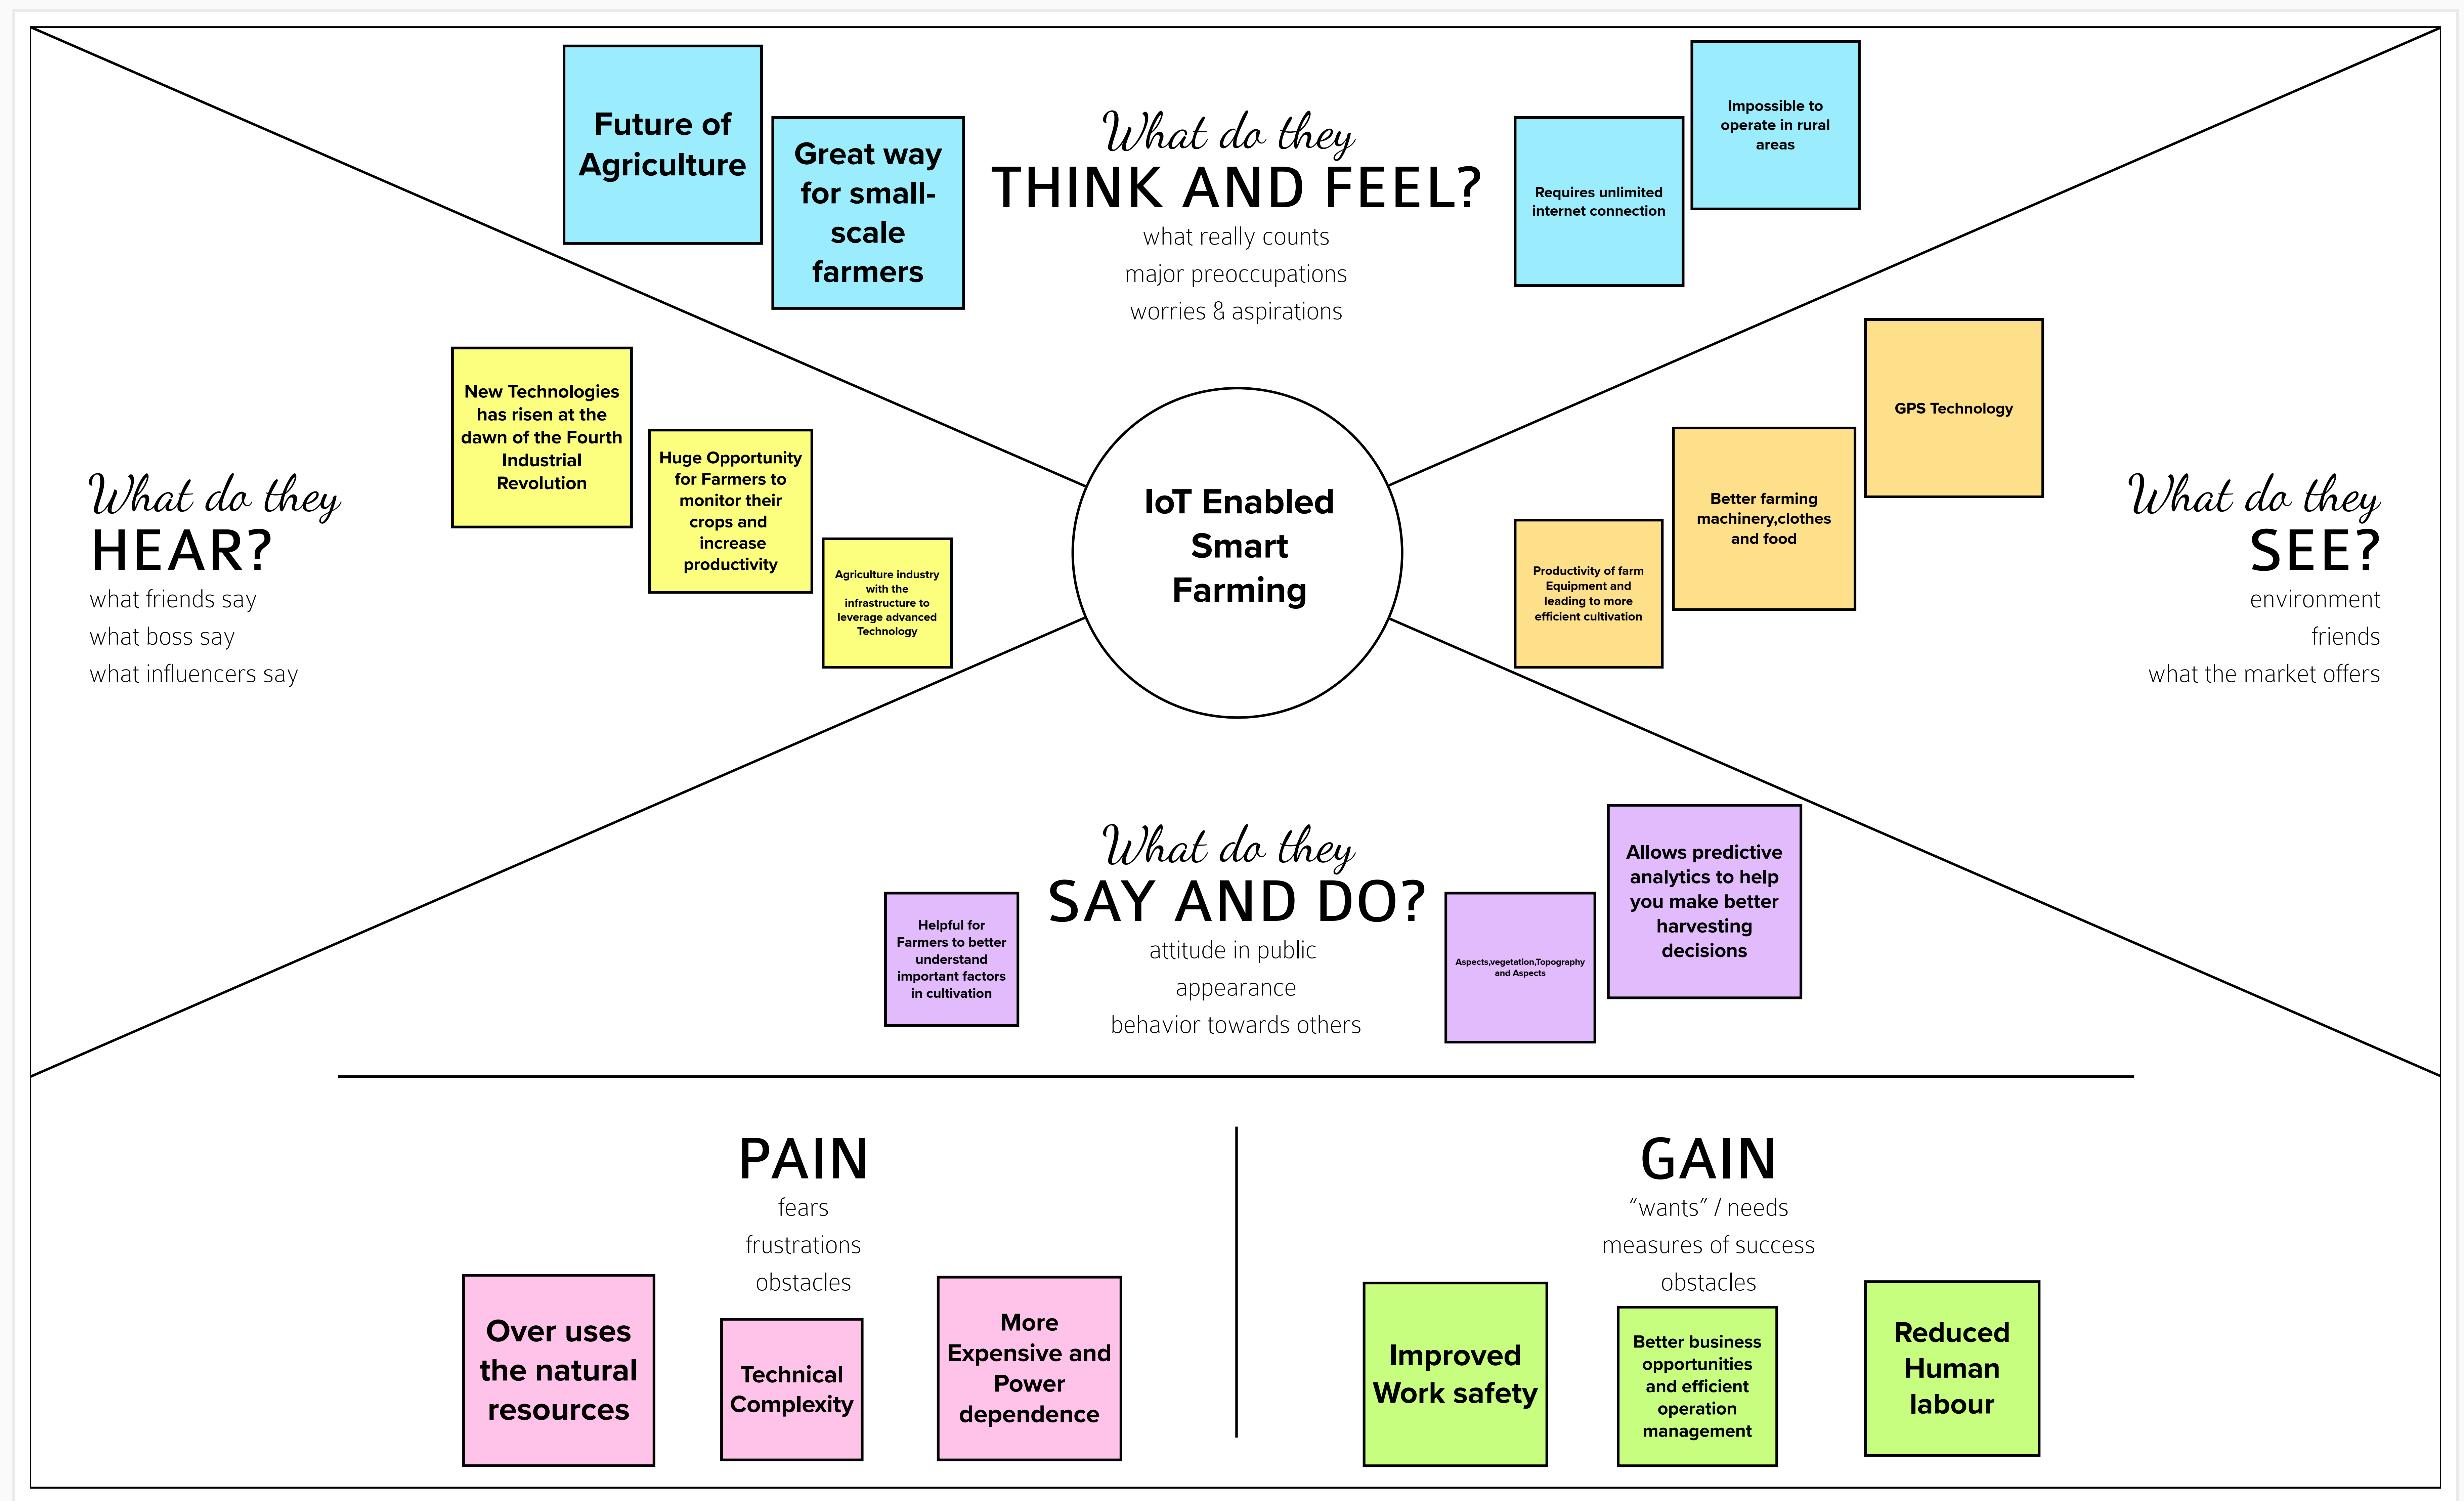 Future of
Agriculture
Great way
for small-
scale
farmers
What do they
THINK AND FEEL?
what really counts
major preoccupations
worries & aspirations
Requires unlimited
internet connection
Impossible to
operate in rural
areas
What do they
HEAR?
what friends say
what boss say
what influencers say
New Technologies
has risen at the
dawn of the Fourth
Industrial
Revolution
Huge Opportunity
for Farmers to
monitor their
crops and
increase
productivity
Agriculture industry
with the
infrastructure to
leverage advanced
Technology
IoT Enabled
Smart
Farming
Productivity of farm
Equipment and
leading to more
efficient cultivation
Better farming
machinery,clothes
and food
GPS Technology
What do they
SEE?
environment
friends
what the market offers
What do they
SAY AND DO?
attitude in public
appearance
behavior towards others
Helpful for
Farmers to better
understand
important factors
in cultivation
Aspects,vegetation,Topography
and Aspects
Allows predictive
analytics to help
you make better
harvesting
decisions
PAIN
fears
frustrations
obstacles
Over uses
the natural
resources
Technical
Complexity
More
Expensive and
Power
dependence
GAIN
“wants” / needs
measures of success
obstacles
Improved
Work safety
Better business
opportunities
and efficient
operation
management
Reduced
Human
labour